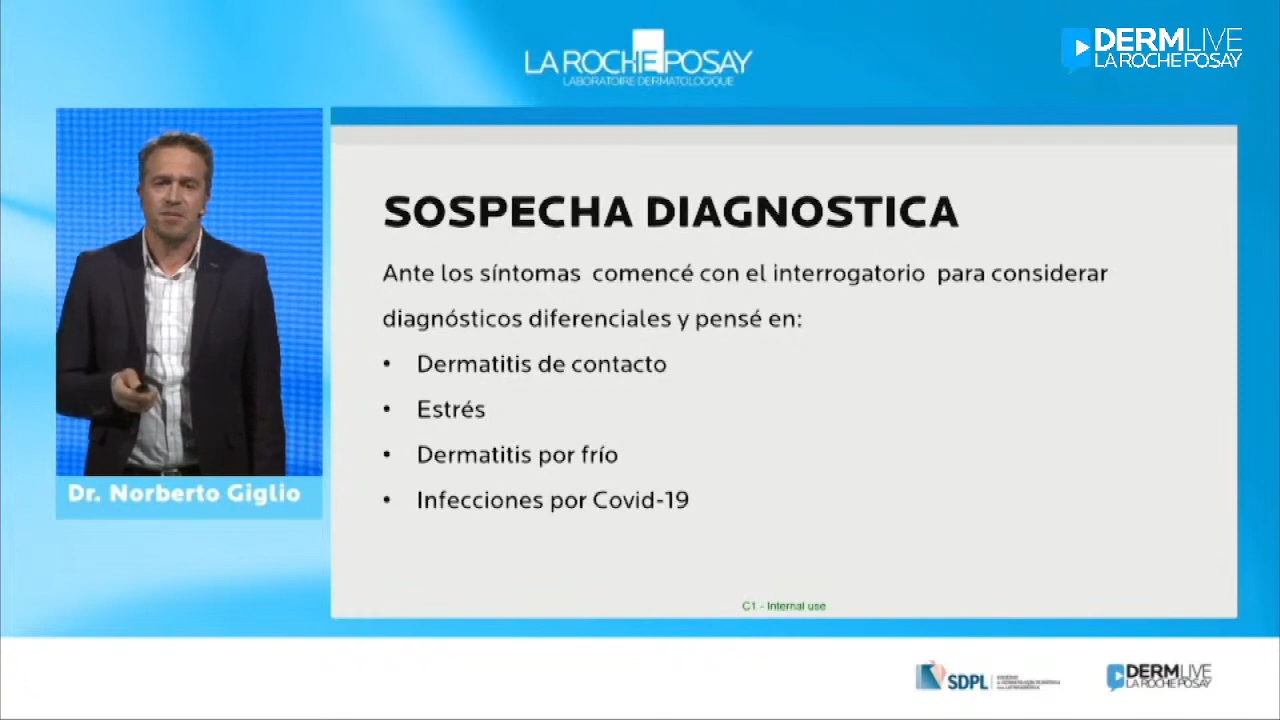 LA ROCHE POSAY
LABORATOIRE DERMATOLOGIQUE
DERMLIVE
LA ROCHE POSAY
SOSPECHA DIAGNOSTICA
Ante los síntomas comencé con el interrogatorio para considerar
diagnósticos diferenciales y pensé en:
• Dermatitis de contacto
• Estrés
• Dermatitis por frío
• Infecciones por Covid-19
Dr. Norberto Giglio
C1 - Internal use
SDPL
DERMLIVE
LA ROCHE POSAY